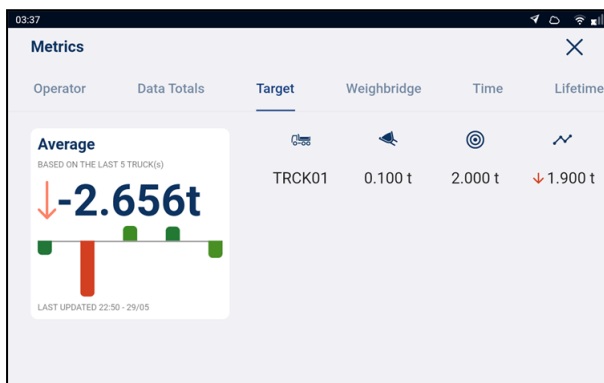 03:37
Metrics
Operator Data Totals Target Weighbridge Time Lifetime
Average
BASED ON THE LAST 5 TRUCK(s)
-2.656t
LAST UPDATED 22:50 - 29/05
TRCK01 0.100 t 2.000 t 1.900 t